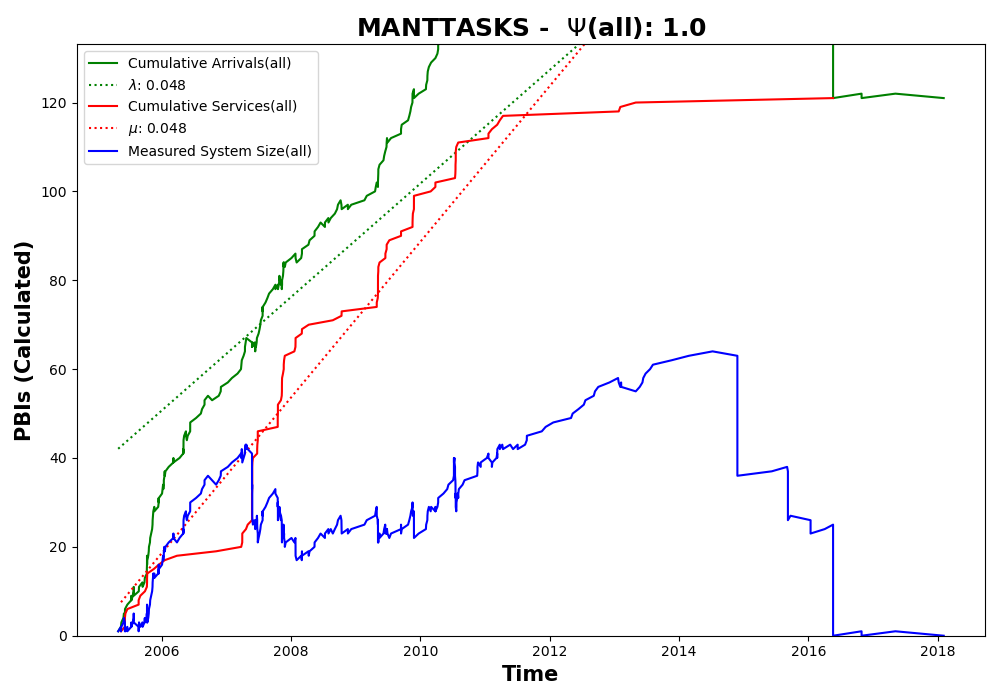 MANTTASKS - Ψ(all): 1.0
Cumulative Arrivals(all)
λ: 0.048
Cumulative Services(all)
μ: 0.048
Measured System Size(all)
PBIs (Calculated)
120
100
80
60
40
20
0
2006 2008 2010 2012 2014 2016 2018
Time